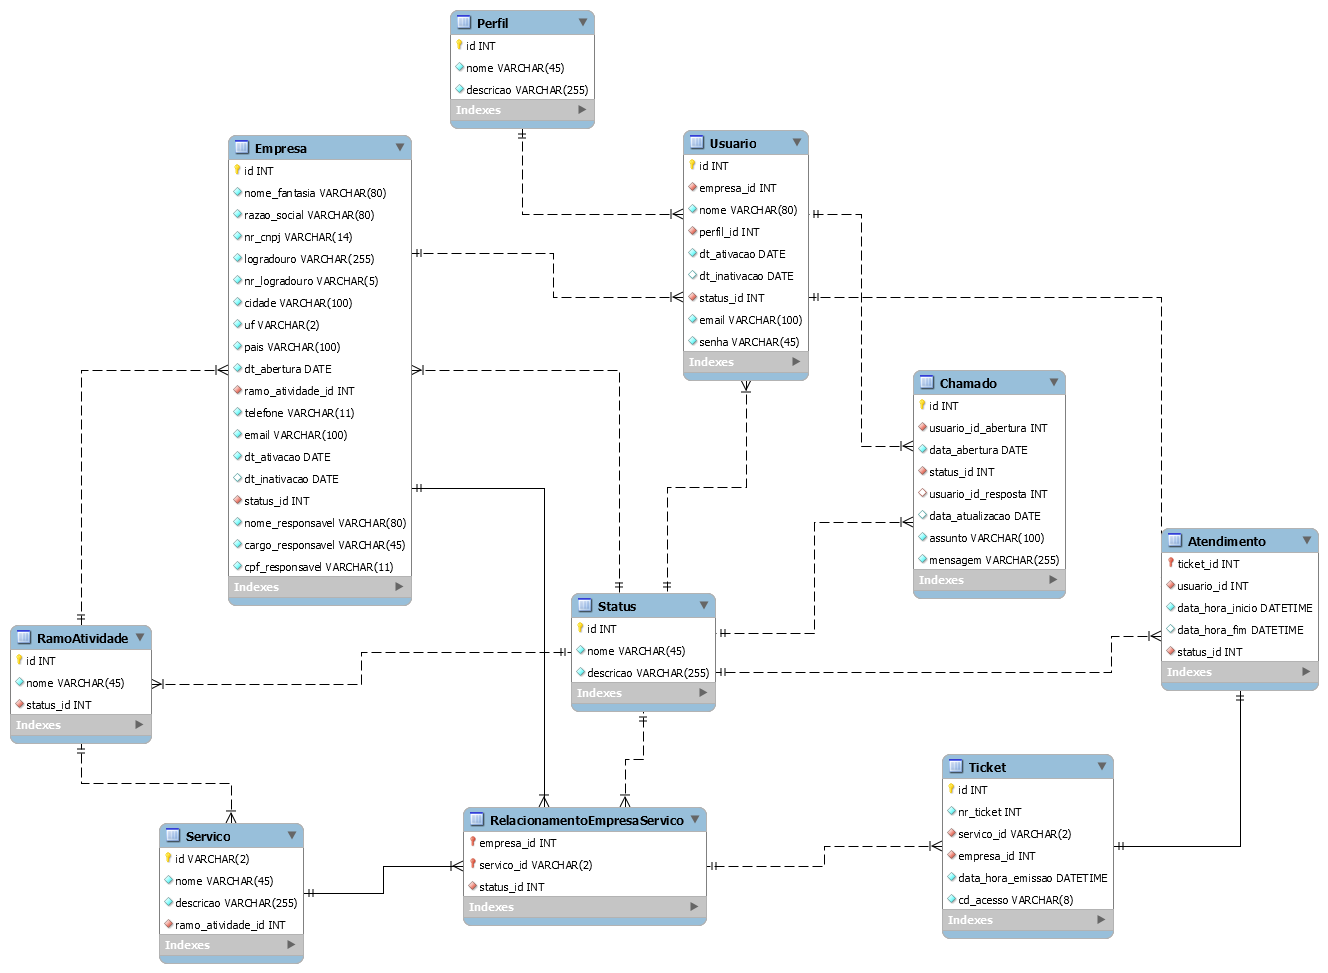 Perfil
id INT
nome VARCHAR(45)
descricao VARCHAR(255)
Indexes
Empresa
id INT
nome_fantasia VARCHAR(80)
razao_social VARCHAR(80)
nr_cnpj VARCHAR(14)
logradouro VARCHAR(255)
nr_logradouro VARCHAR(5)
cidade VARCHAR(100)
uf VARCHAR(2)
pais VARCHAR(100)
dt_abertura DATE
ramo_atividade_id INT
telefone VARCHAR(11)
email VARCHAR(100)
dt_ativacao DATE
dt_inativacao DATE
status_id INT
nome_responsavel VARCHAR(80)
cargo_responsavel VARCHAR(45)
cpf_responsavel VARCHAR(11)
Indexes
Usuario
id INT
empresa_id INT
nome VARCHAR(80)
perfil_id INT
dt_ativacao DATE
dt_inativacao DATE
status_id INT
email VARCHAR(100)
senha VARCHAR(45)
Indexes
Chamado
id INT
usuario_id_abertura INT
data_abertura DATE
status_id INT
usuario_id_resposta INT
data_atualizacao DATE
assunto VARCHAR(100)
mensagem VARCHAR(255)
Indexes
Atendimento
ticket_id INT
usuario_id INT
data_hora_inicio DATETIME
data_hora_fim DATETIME
status_id INT
Indexes
Status
id INT
nome VARCHAR(45)
descricao VARCHAR(255)
Indexes
RamoAtividade
id INT
nome VARCHAR(45)
status_id INT
Indexes
Servico
id VARCHAR(2)
nome VARCHAR(45)
descricao VARCHAR(255)
ramo_atividade_id INT
Indexes
RelacionamentoEmpresaServico
empresa_id INT
servico_id VARCHAR(2)
status_id INT
Indexes
Ticket
id INT
nr_ticket INT
servico_id VARCHAR(2)
empresa_id INT
data_hora_emissao DATETIME
cd_acesso VARCHAR(8)
Indexes